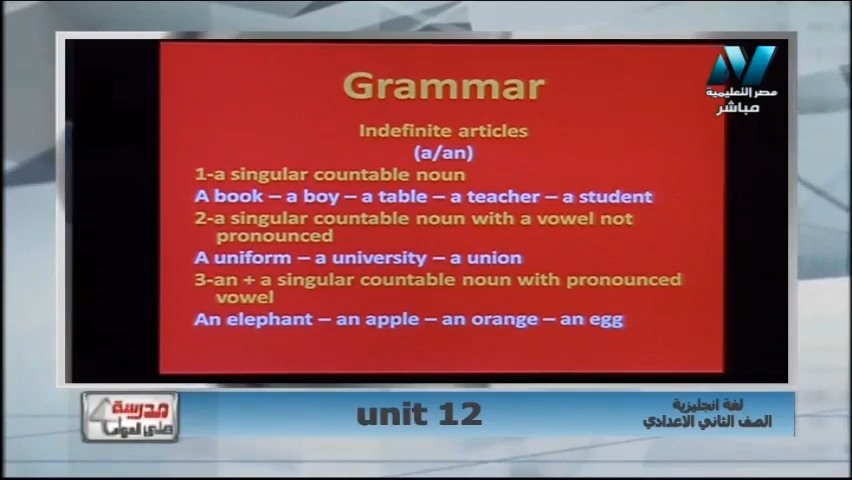 Grammar
مصر التعليمية
مباشر
Indefinite articles
(a/an)
1-a singular countable noun
A book – a boy – a table – a teacher – a student
2-a singular countable noun with a vowel not
pronounced
A uniform – a university – a union
3-an + a singular countable noun with pronounced
vowel
An elephant – an apple – an orange – an egg
مدرسة
على الهواء
unit 12
لغة انجليزية
الصف الثاني الاعدادي